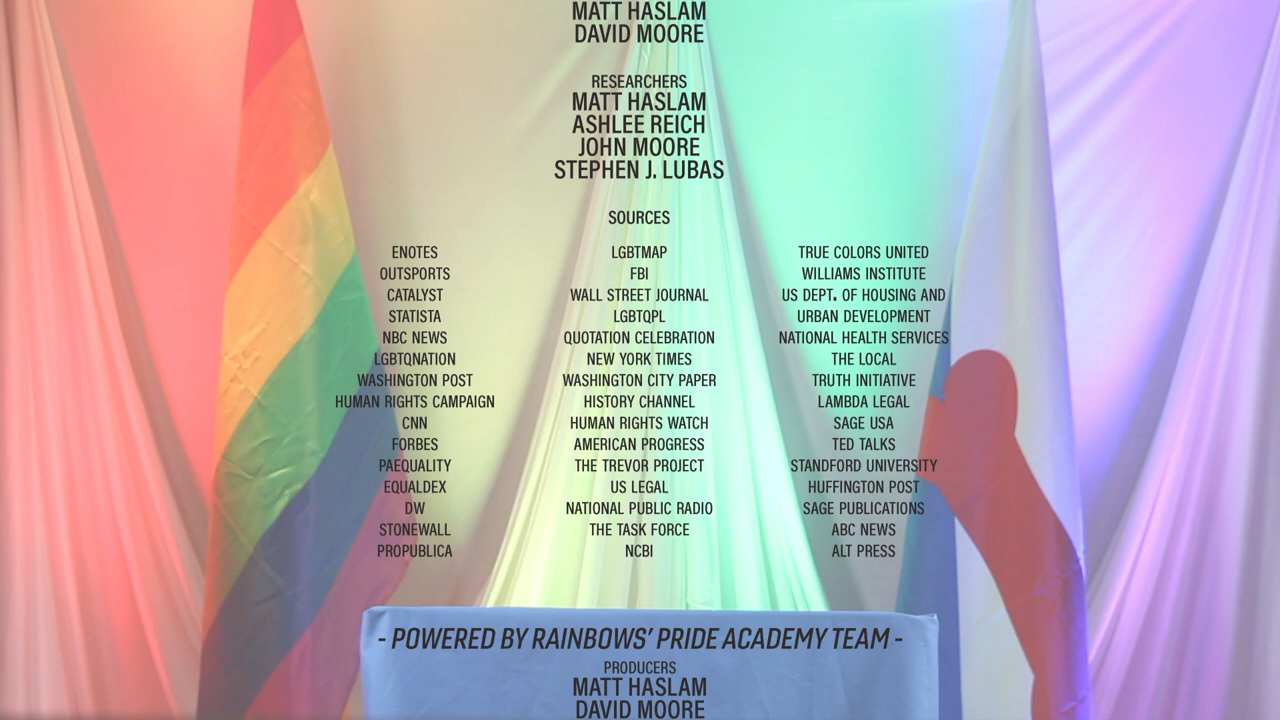 MATT HASLAM
DAVID MOORE
RESEARCHERS
MATT HASLAM
ASHLEE REICH
JOHN MOORE
STEPHEN J. LUBAS
SOURCES
ENOTES
OUTSPORTS
CATALYST
STATISTA
NBC NEWS
LGBTQNATION
WASHINGTON POST
HUMAN RIGHTS CAMPAIGN
CNN
FORBES
PAEQUALITY
EQUALDEX
DW
STONEWALL
PROPUBLICA
LGBTMAP
FBI
WALL STREET JOURNAL
LGBTQPL
QUOTATION CELEBRATION
NEW YORK TIMES
WASHINGTON CITY PAPER
HISTORY CHANNEL
HUMAN RIGHTS WATCH
AMERICAN PROGRESS
THE TREVOR PROJECT
US LEGAL
NATIONAL PUBLIC RADIO
THE TASK FORCE
NCBI
TRUE COLORS UNITED
WILLIAMS INSTITUTE
US DEPT. OF HOUSING AND
URBAN DEVELOPMENT
NATIONAL HEALTH SERVICES
THE LOCAL
TRUTH INITIATIVE
LAMBDA LEGAL
SAGE USA
TED TALKS
STANDFORD UNIVERSITY
HUFFINGTON POST
SAGE PUBLICATIONS
ABC NEWS
ALT PRESS
- POWERED BY RAINBOWS' PRIDE ACADEMY TEAM -
PRODUCERS
MATT HASLAM
DAVID MOORE